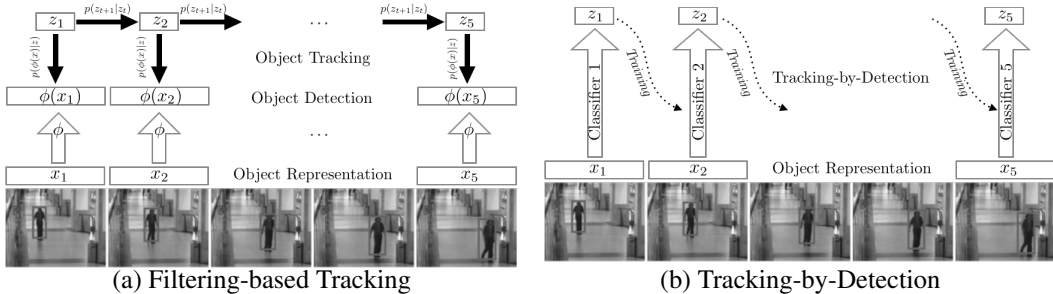 z₁ p(zₜ₊₁|zₜ) z₂ p(zₜ₊₁|zₜ) ... p(zₜ₊₁|zₜ) z₅
p(ϕ(x)|z) p(ϕ(x)|z) Object Tracking p(ϕ(x)|z)
ϕ(x₁) ϕ(x₂) Object Detection ϕ(x₅)
ϕ ϕ ... ϕ
x₁ x₂ Object Representation x₅
(a) Filtering-based Tracking
z₁ z₂ z₅
Classifier 1 Training Classifier 2 Training Tracking-by-Detection Training Classifier 5
x₁ x₂ Object Representation x₅
(b) Tracking-by-Detection